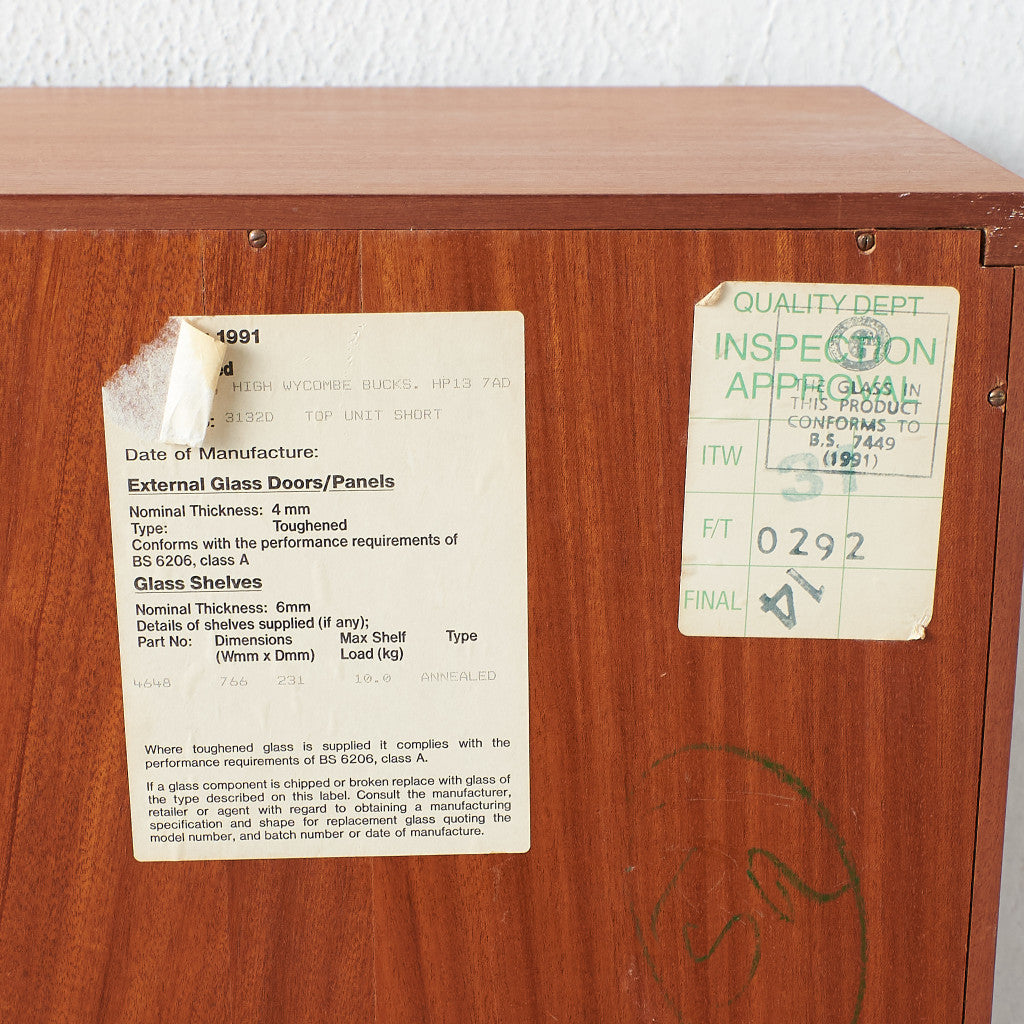 1991
HIGH WYCOMBE BUCKS. HP13 7AD
3132D TOP UNIT SHORT
Date of Manufacture:
External Glass Doors/Panels
Nominal Thickness: 4 mm
Type: Toughened
Conforms with the performance requirements of
BS 6206, class A
Glass Shelves
Nominal Thickness: 6mm
Details of shelves supplied (if any);
Part No: Dimensions Max Shelf Type
(Wmm x Dmm) Load (kg)
4648 766 231 10.0 ANNEALED
Where toughened glass is supplied it complies with the
performance requirements of BS 6206, class A.
If a glass component is chipped or broken replace with glass of
the type described on this label. Consult the manufacturer,
retailer or agent with regard to obtaining a manufacturing
specification and shape for replacement glass quoting the
model number, and batch number or date of manufacture.
QUALITY DEPT
INSPECTION
APPROVAL
THE GLASS IN
THIS PRODUCT
CONFORMS TO
B.S. 7449
(1991)
ITW
F/T 0292
FINAL 14